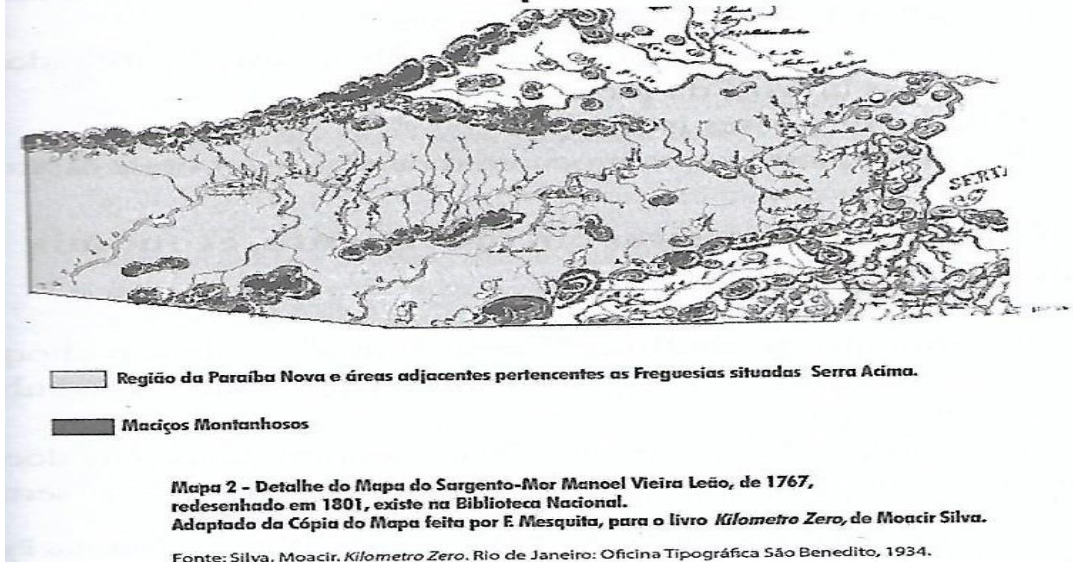 SERT
Região da Paraíba Nova e áreas adjacentes pertencentes as Freguesias situadas Serra Acima.
Maciços Montanhosos
Mapa 2 - Detalhe do Mapa do Sargento-Mor Manoel Vieira Leão, de 1767,
redesenhado em 1801, existe na Biblioteca Nacional.
Adaptado da Cópia do Mapa feita por F. Mesquita, para o livro Kilometro Zero, de Moacir Silva.
Fonte: Silva, Moacir. Kilometro Zero. Rio de Janeiro: Oficina Tipográfica São Benedito, 1934.